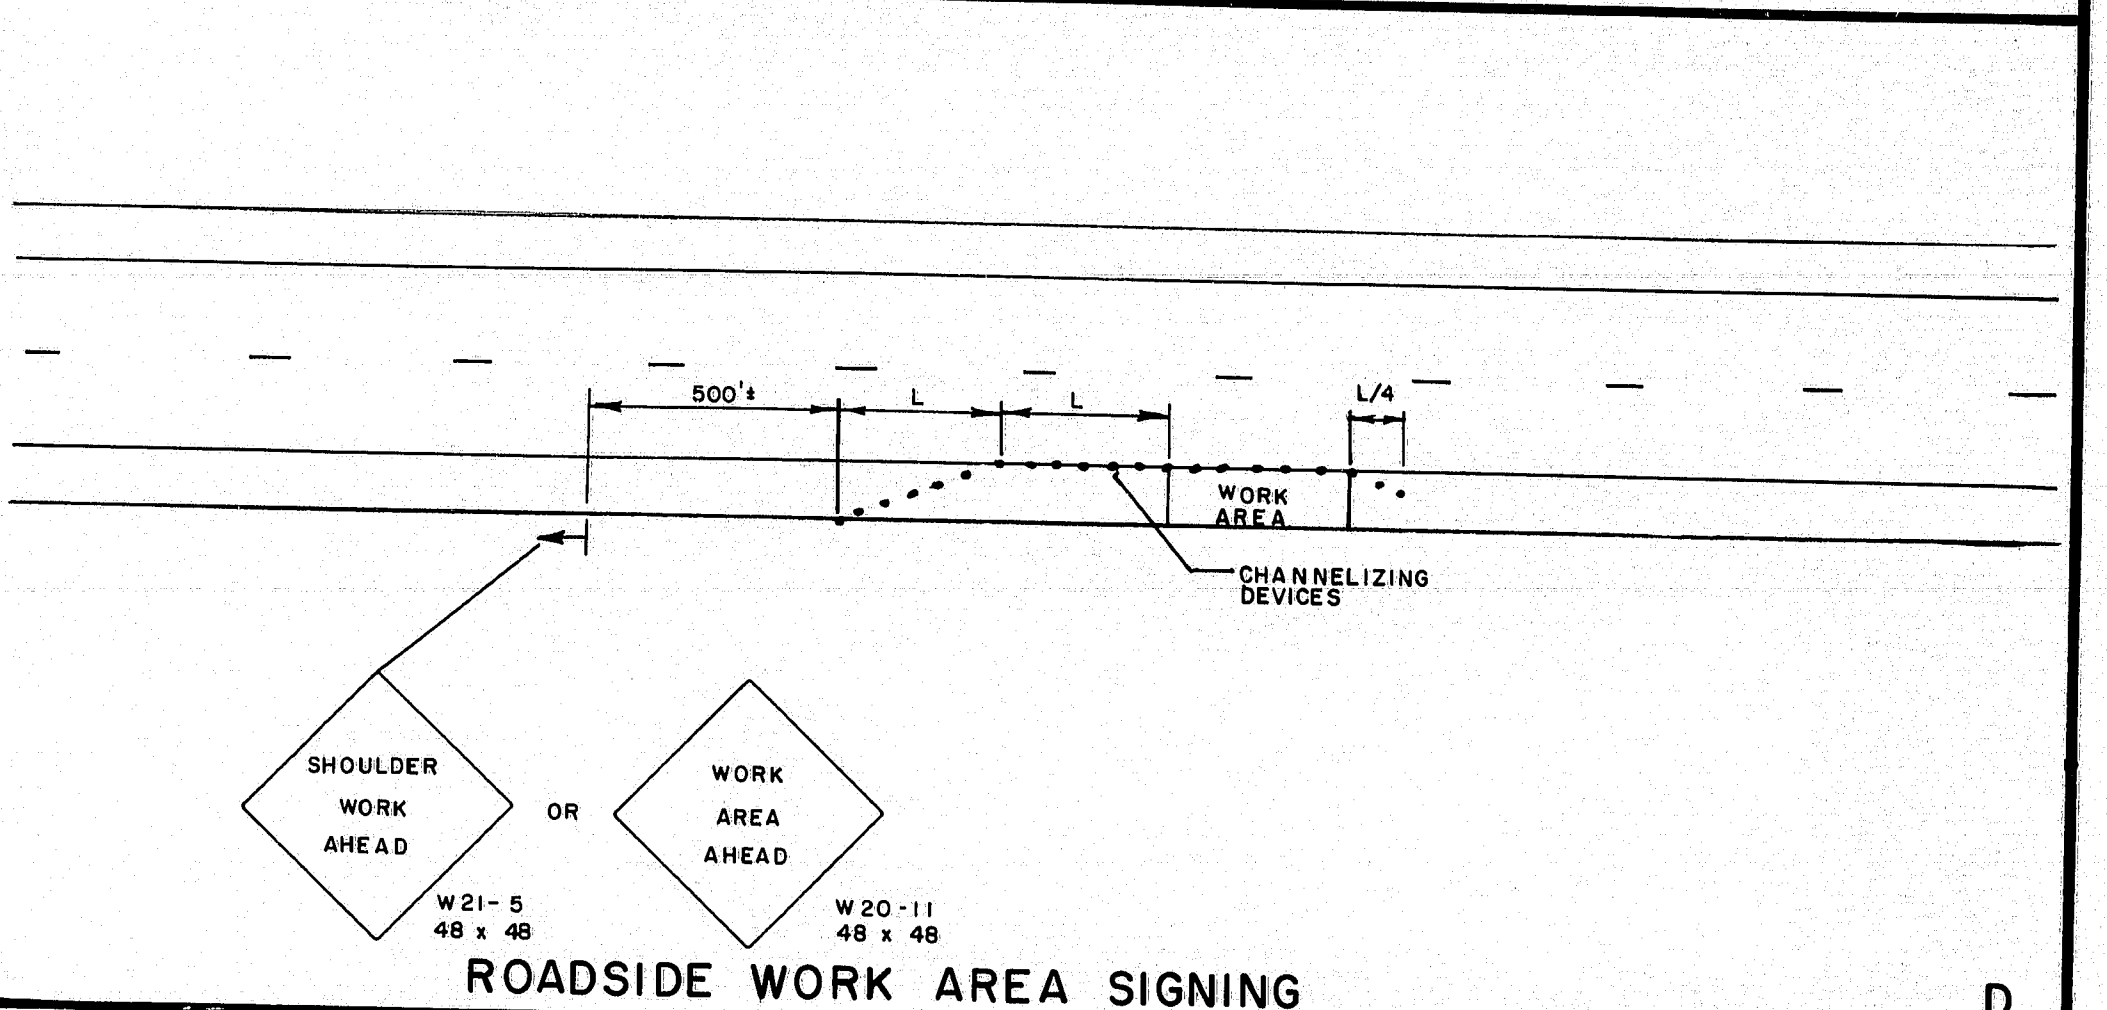 500'±
L
L
L/4
WORK
AREA
CHANNELIZING
DEVICES
SHOULDER
WORK
AHEAD
OR
WORK
AREA
AHEAD
W21-5
48 x 48
W20-11
48 x 48
ROADSIDE WORK AREA SIGNING
D